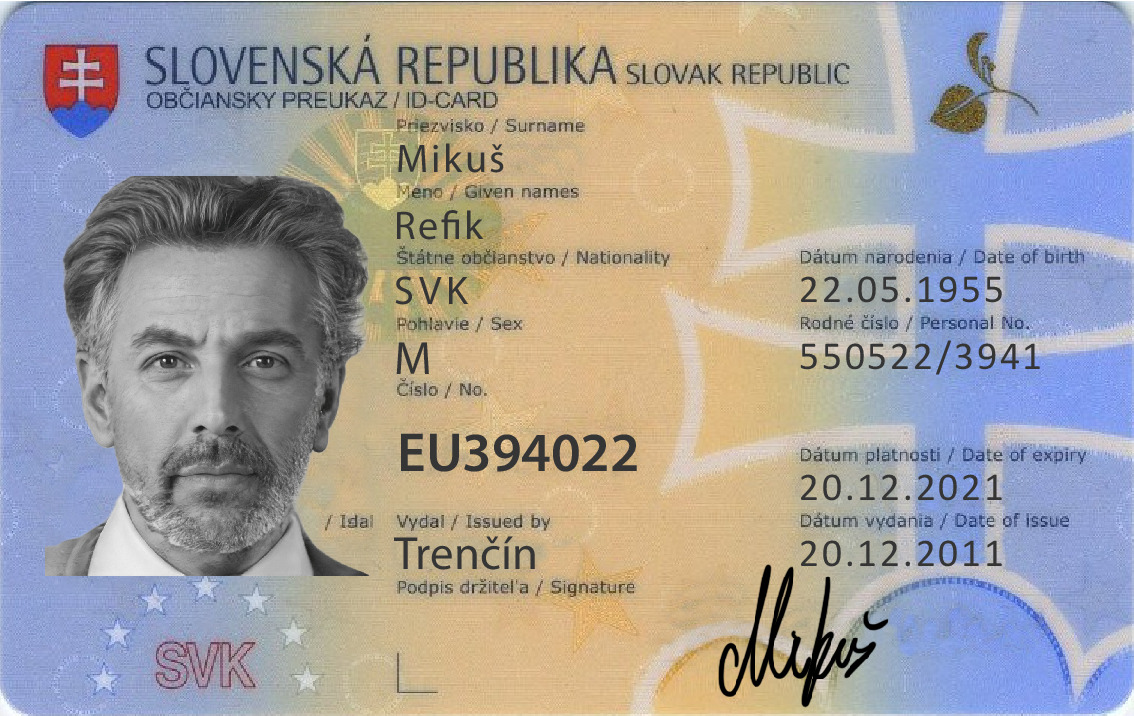 SLOVENSKÁ REPUBLIKA SLOVAK REPUBLIC
OBČIANSKY PREUKAZ / ID-CARD
Priezvisko / Surname
Mikuš
Meno / Given names
Refik
Štátne občianstvo / Nationality
SVK
Pohlavie / Sex
M
Číslo / No.
EU394022
Dátum narodenia / Date of birth
22.05.1955
Rodné číslo / Personal No.
550522/3941
Dátum platnosti / Date of expiry
20.12.2021
Dátum vydania / Date of issue
20.12.2011
/ Idal Vydal / Issued by
Trenčín
Podpis držiteľa / Signature
Mikuš
SVK